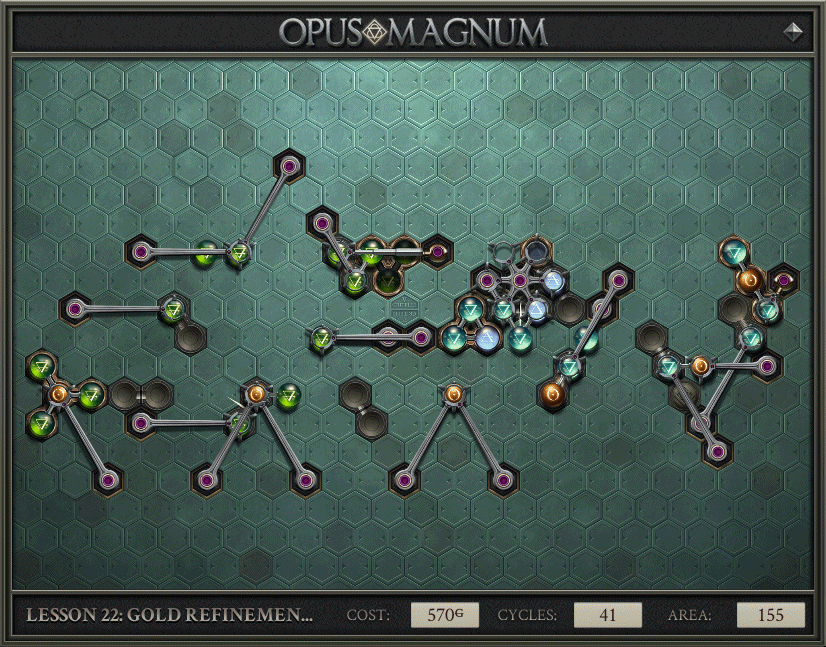 OPUS MAGNUM
LESSON 22: GOLD REFINEMEN...
COST: 570G
CYCLES: 41
AREA: 155